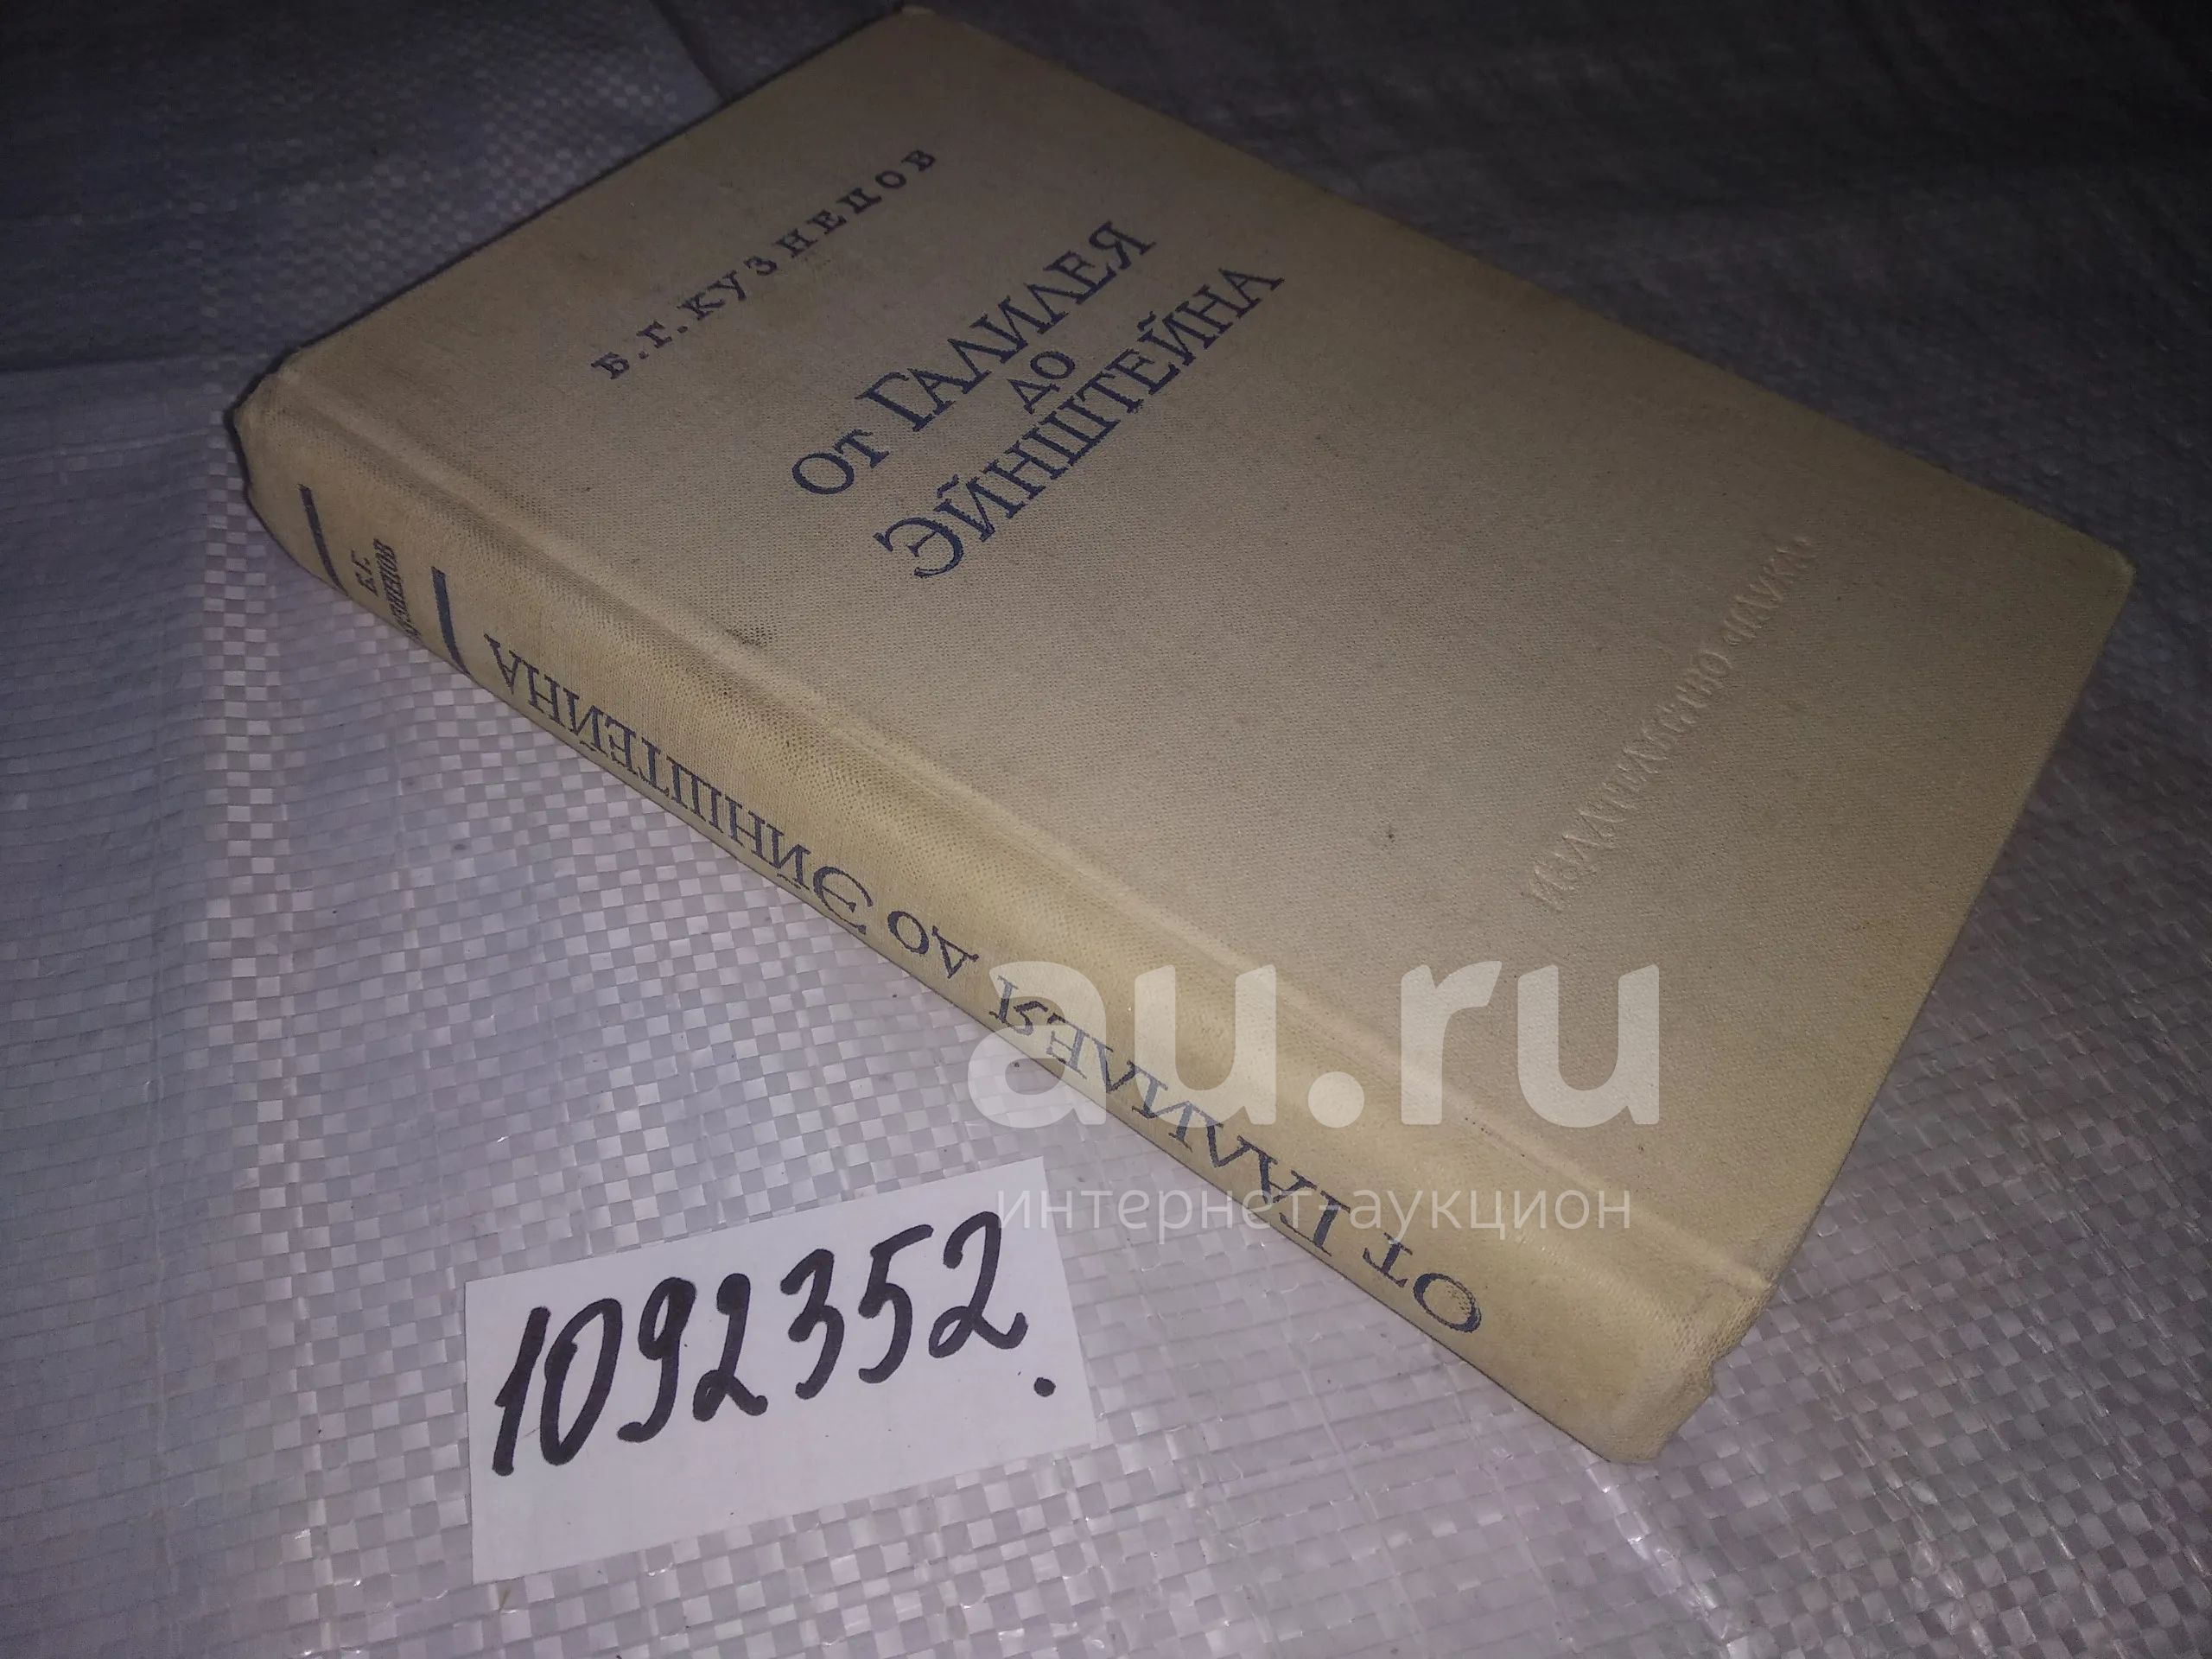 Б.Г.КУЗНЕЦОВ
От ГАЛИЛЕЯ
ДО
ЭЙНШТЕЙНА
ИЗДАТЕЛЬСТВО «НАУКА»
Б.Г.
КУЗНЕЦОВ
ОТ ГАЛИЛЕЯ ДО ЭЙНШТЕЙНА
au.ru
интернет-аукцион
1092352.